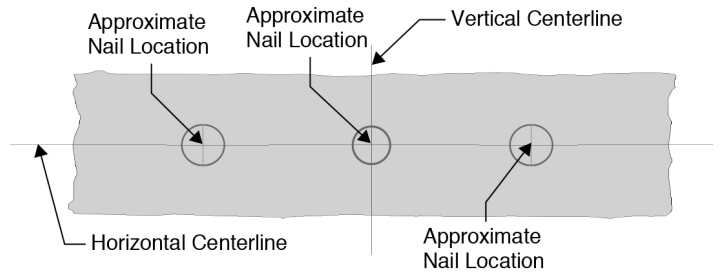 Approximate
Nail Location
Approximate
Nail Location
Vertical Centerline
Horizontal Centerline
Approximate
Nail Location